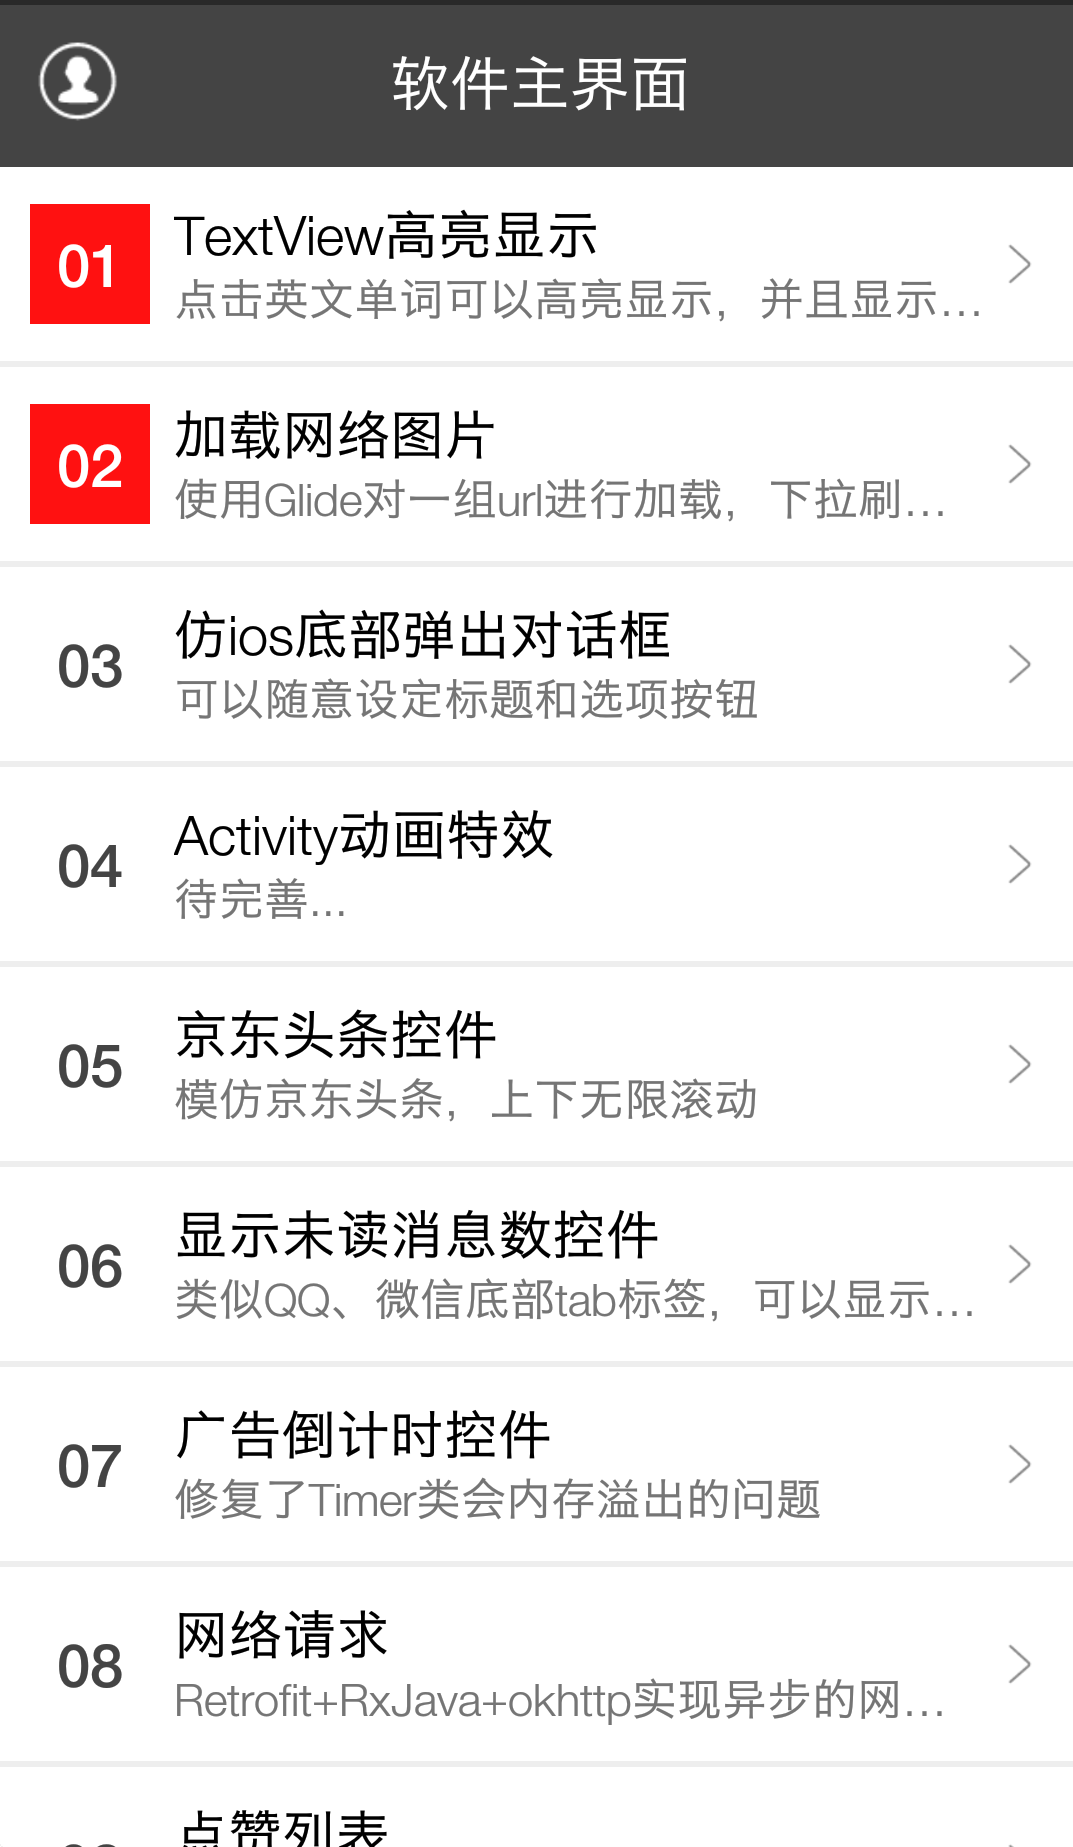 软件主界面
01
TextView高亮显示
点击英文单词可以高亮显示，并且显示...
02
加载网络图片
使用Glide对一组url进行加载，下拉刷...
03
仿ios底部弹出对话框
可以随意设定标题和选项按钮
04
Activity动画特效
待完善...
05
京东头条控件
模仿京东头条，上下无限滚动
06
显示未读消息数控件
类似QQ、微信底部tab标签，可以显示...
07
广告倒计时控件
修复了Timer类会内存溢出的问题
08
网络请求
Retrofit+RxJava+okhttp实现异步的网...
点赞列表